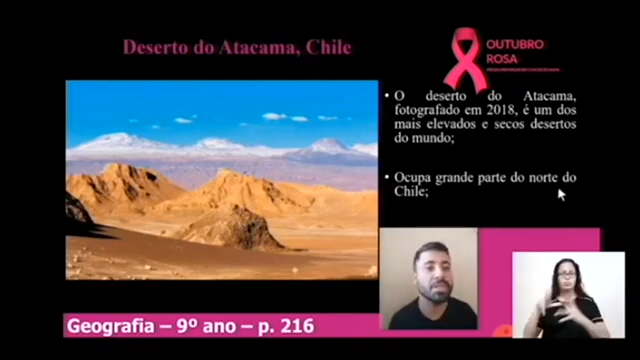 Deserto do Atacama, Chile
OUTUBRO
ROSA
• O deserto do Atacama,
fotografado em 2018, é um dos
mais elevados e secos desertos
do mundo;
• Ocupa grande parte do norte do
Chile;
Geografia – 9º ano – p. 216